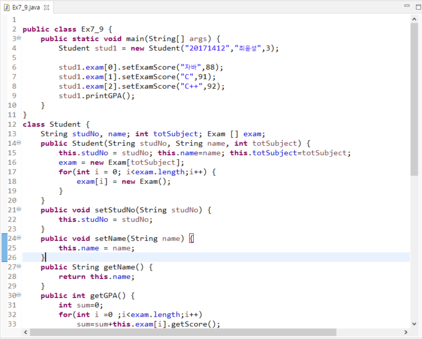 Ex7_9.java
1
2 public class Ex7_9 {
3 public static void main(String[] args) {
4 Student stud1 = new Student("20171412","최윤성",3);
5
6 stud1.exam[0].setExamScore("자바",88);
7 stud1.exam[1].setExamScore("C",91);
8 stud1.exam[2].setExamScore("C++",92);
9 stud1.printGPA();
10 }
11 }
12 class Student {
13 String studNo, name; int totSubject; Exam [] exam;
14 public Student(String studNo, String name, int totSubject) {
15 this.studNo = studNo; this.name=name; this.totSubject=totSubject;
16 exam = new Exam[totSubject];
17 for(int i = 0; i<exam.length;i++) {
18 exam[i] = new Exam();
19 }
20 }
21 public void setStudNo(String studNo) {
22 this.studNo = studNo;
23 }
24 public void setName(String name) {
25 this.name = name;
26 }
27 public String getName() {
28 return this.name;
29 }
30 public int getGPA() {
31 int sum=0;
32 for(int i =0 ;i<exam.length;i++)
33 sum=sum+this.exam[i].getScore();